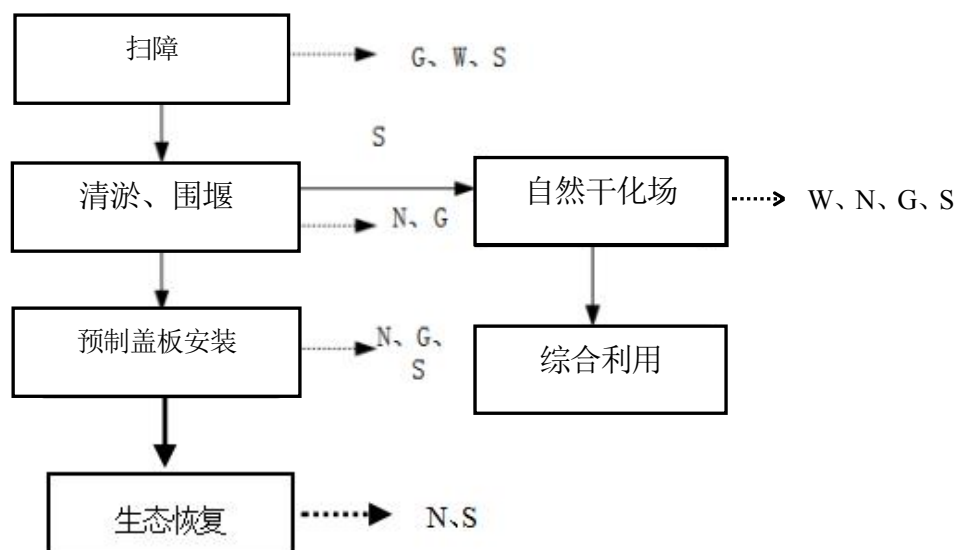 扫障
G、W、S
S
清淤、围堰
自然干化场
W、N、G、S
N、G
预制盖板安装
N、G、
S
综合利用
生态恢复
N、S